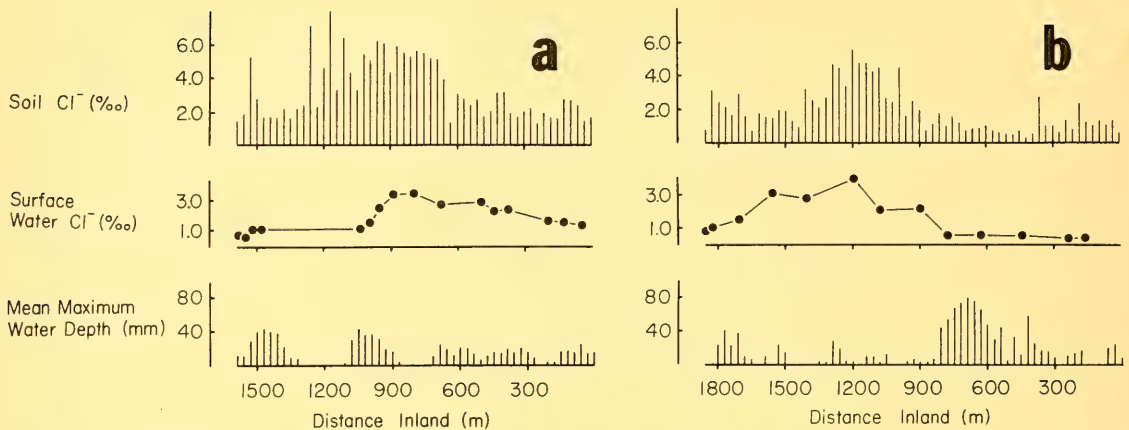 a
b
6.0
4.0
2.0
6.0
4.0
2.0
Soil Cl⁻ (‰)
3.0
1.0
3.0
1.0
Surface
Water Cl⁻ (‰)
80
40
80
40
Mean Maximum
Water Depth (mm)
1500 1200 900 600 300
1800 1500 1200 900 600 300
Distance Inland (m)
Distance Inland (m)